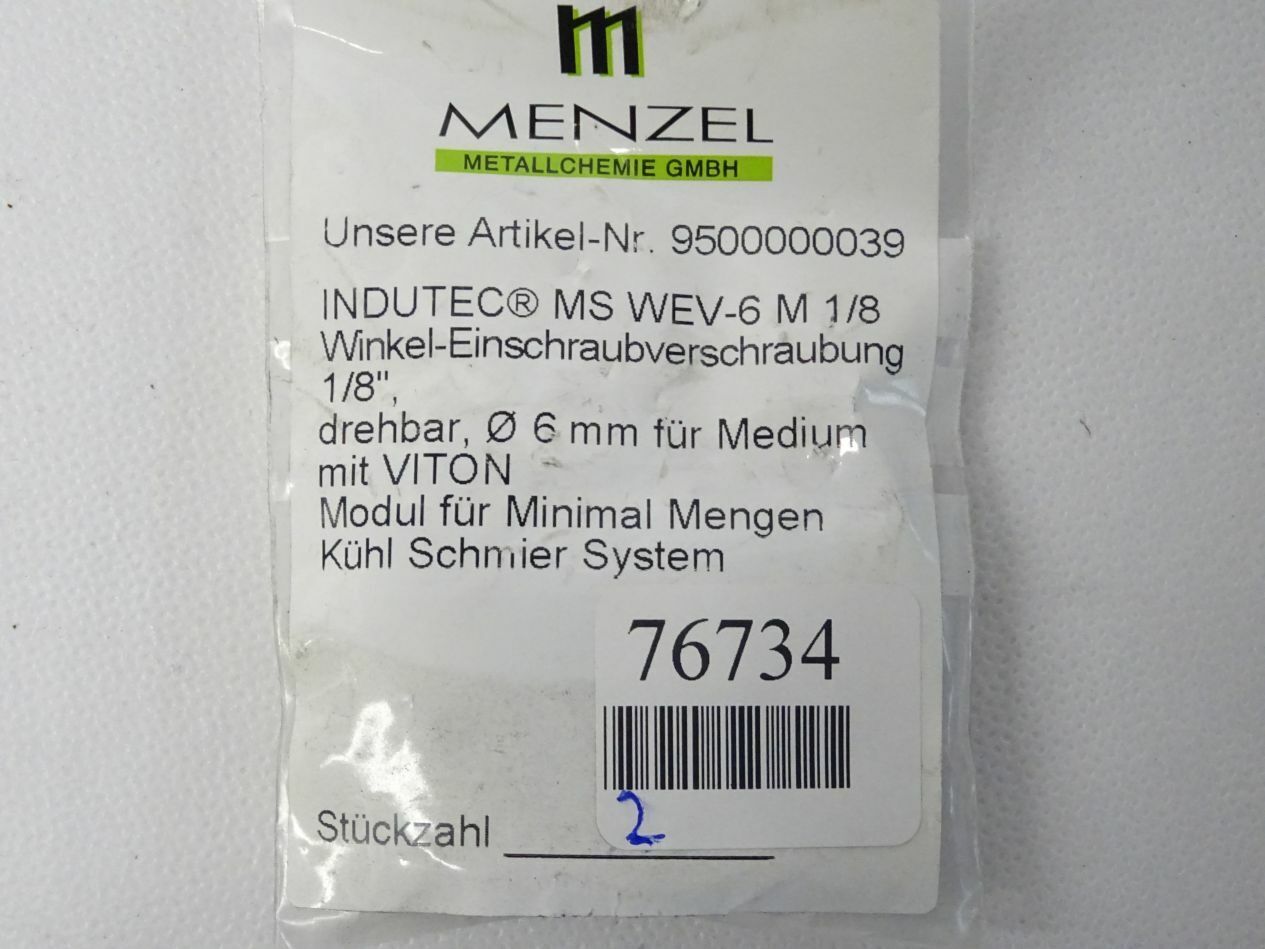 m
MENZEL
METALLCHEMIE GMBH
Unsere Artikel-Nr. 9500000039
INDUTEC® MS WEV-6 M 1/8
Winkel-Einschraubverschraubung
1/8",
drehbar, Ø 6 mm für Medium
mit VITON
Modul für Minimal Mengen
Kühl Schmier System
76734
2
Stückzahl